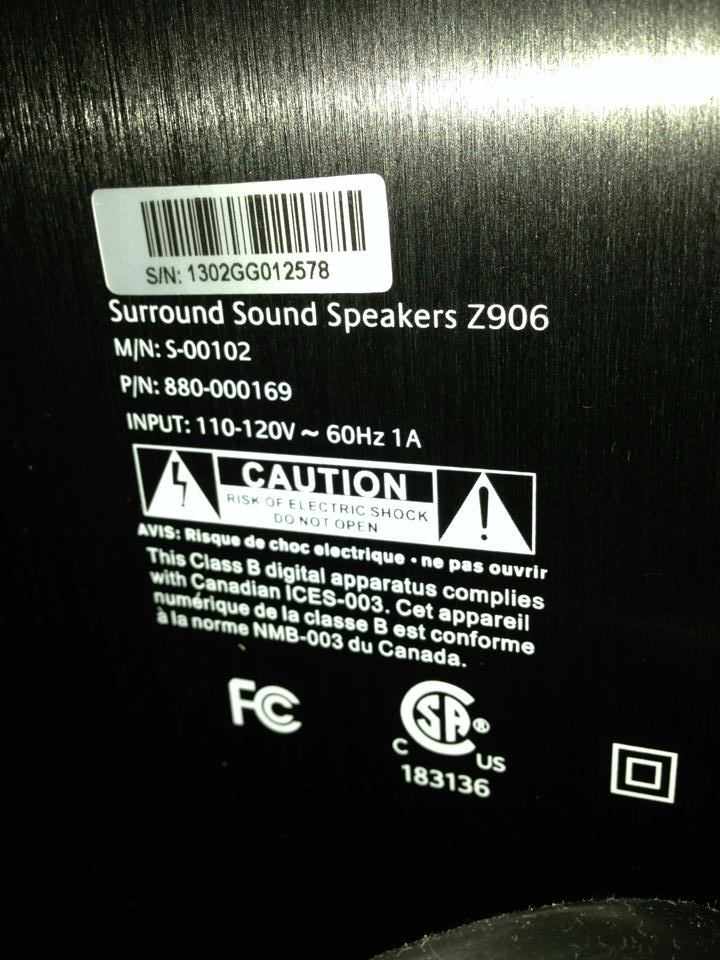 S/N: 1302GG012578
Surround Sound Speakers Z906
M/N: S-00102
P/N: 880-000169
INPUT: 110-120V ~ 60Hz 1A
CAUTION
RISK OF ELECTRIC SHOCK
DO NOT OPEN
AVIS: Risque de choc electrique • ne pas ouvrir
This Class B digital apparatus complies
with Canadian ICES-003. Cet appareil
numérique de la classe B est conforme
à la norme NMB-003 du Canada.
FC
C SA® US
183136